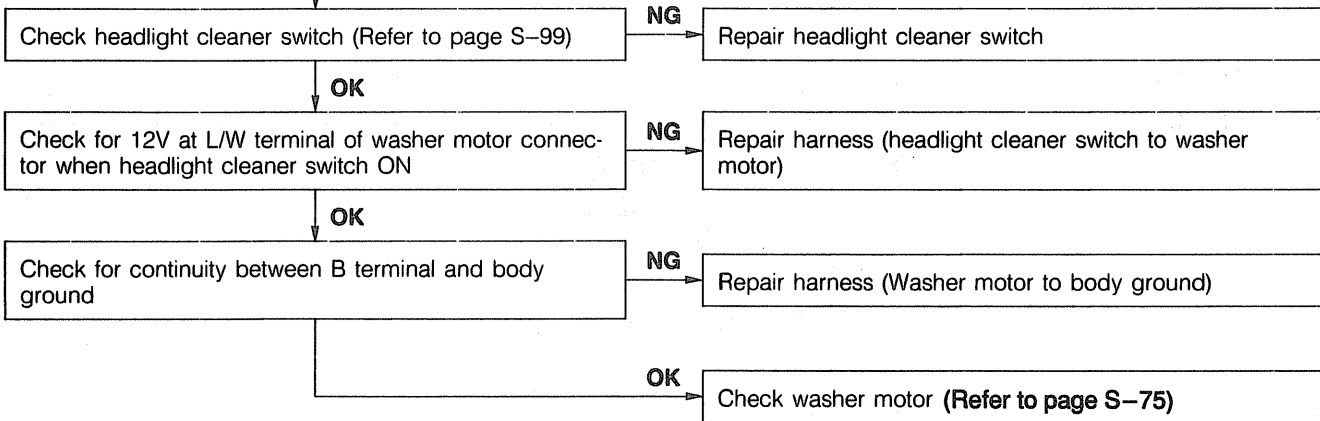 Check headlight cleaner switch (Refer to page S–99)
NG
Repair headlight cleaner switch
OK
Check for 12V at L/W terminal of washer motor connec-
tor when headlight cleaner switch ON
NG
Repair harness (headlight cleaner switch to washer
motor)
OK
Check for continuity between B terminal and body
ground
NG
Repair harness (Washer motor to body ground)
OK
Check washer motor (Refer to page S–75)